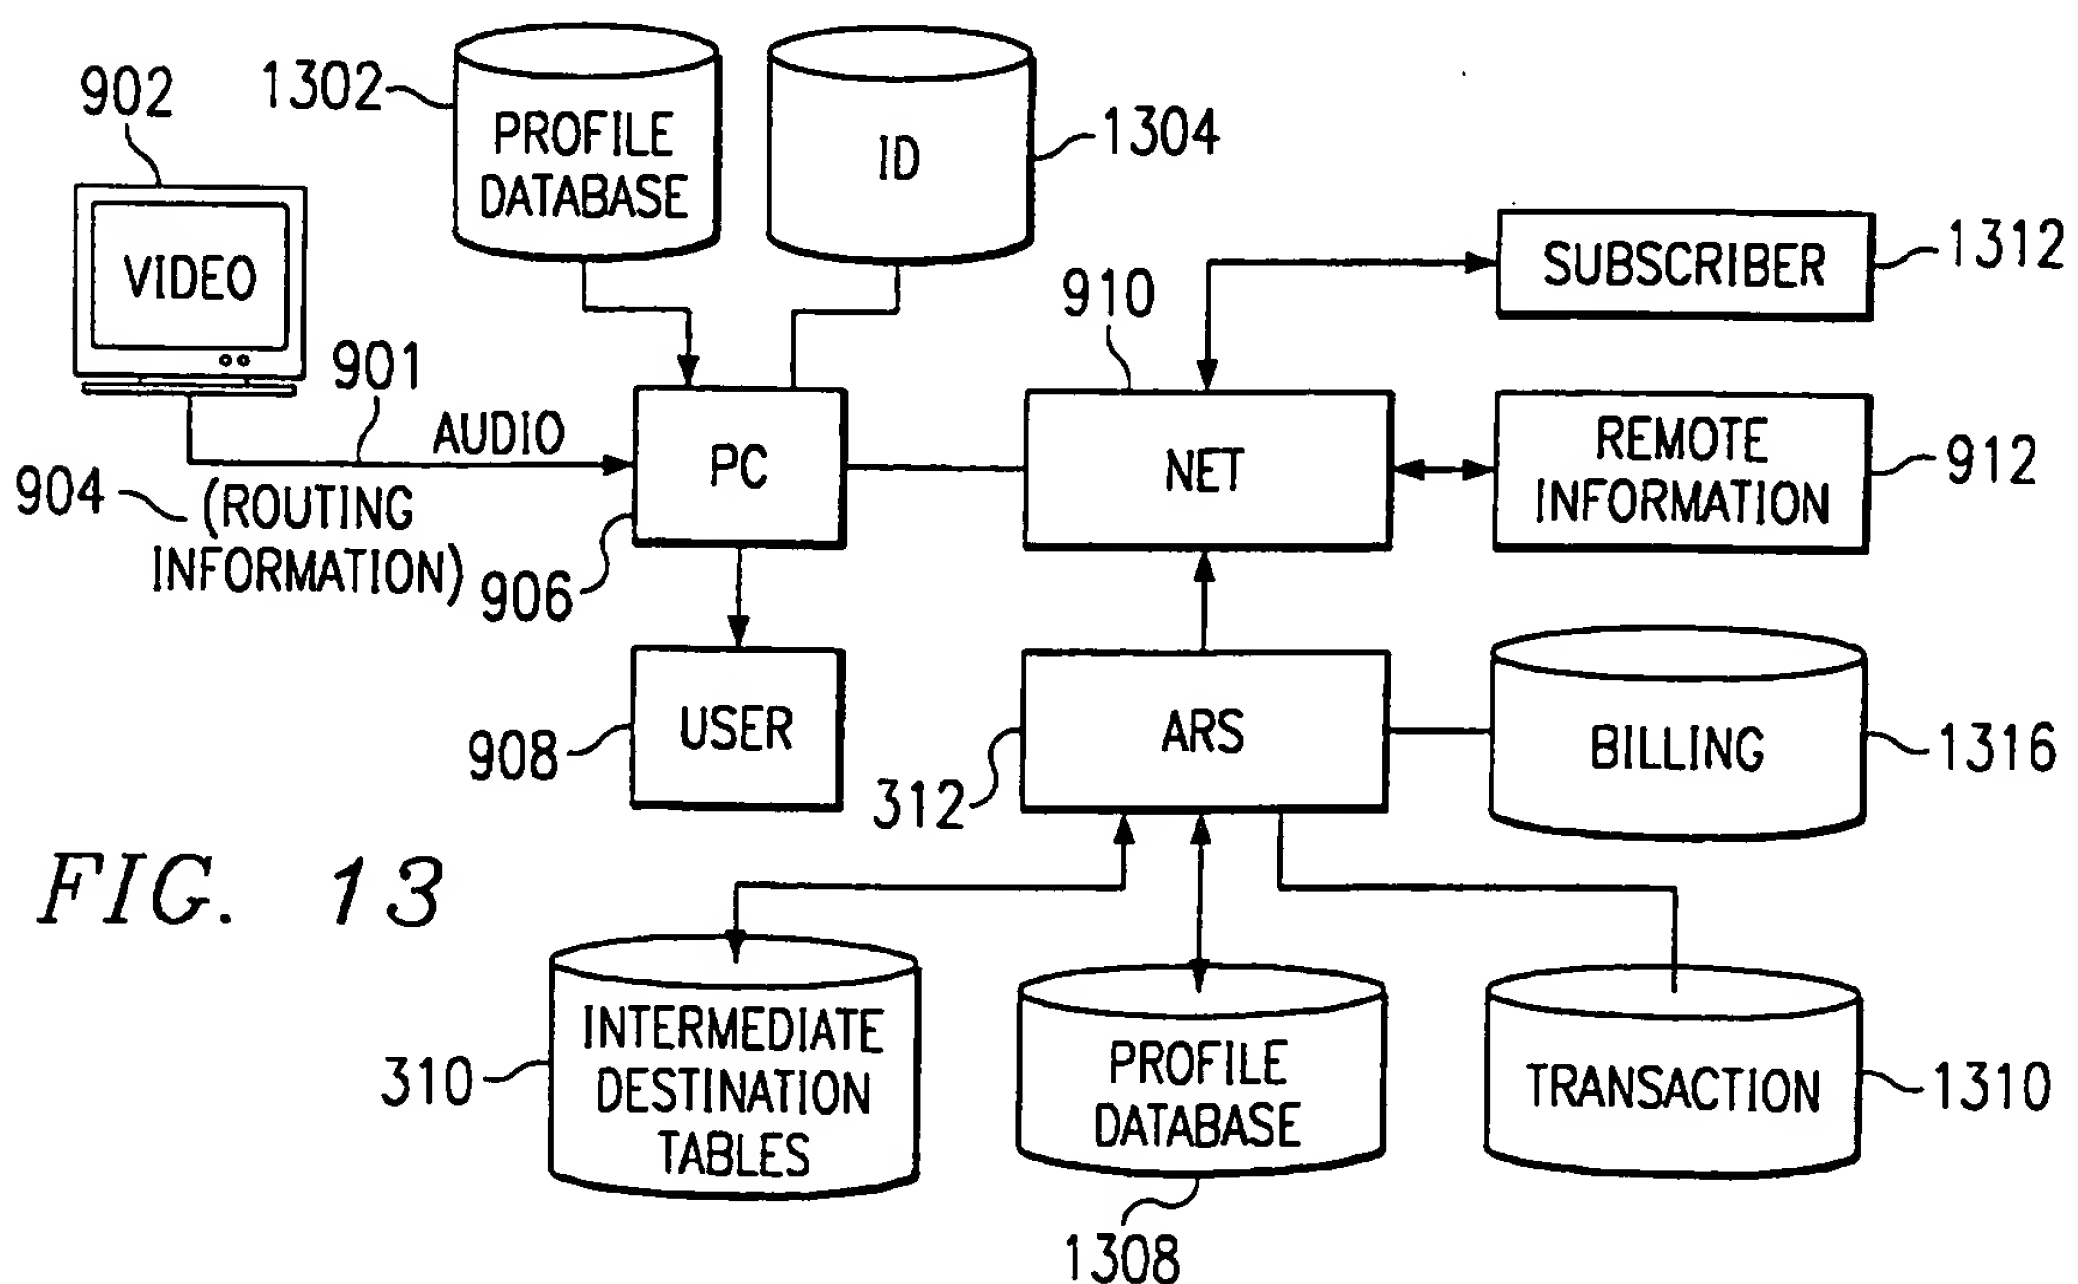 902
1302
PROFILE
DATABASE
ID
1304
VIDEO
SUBSCRIBER
1312
910
901
AUDIO
904
(ROUTING
INFORMATION)
PC
906
NET
REMOTE
INFORMATION
912
USER
908
ARS
312
BILLING
1316
FIG. 13
INTERMEDIATE
DESTINATION
TABLES
310
PROFILE
DATABASE
1308
TRANSACTION
1310